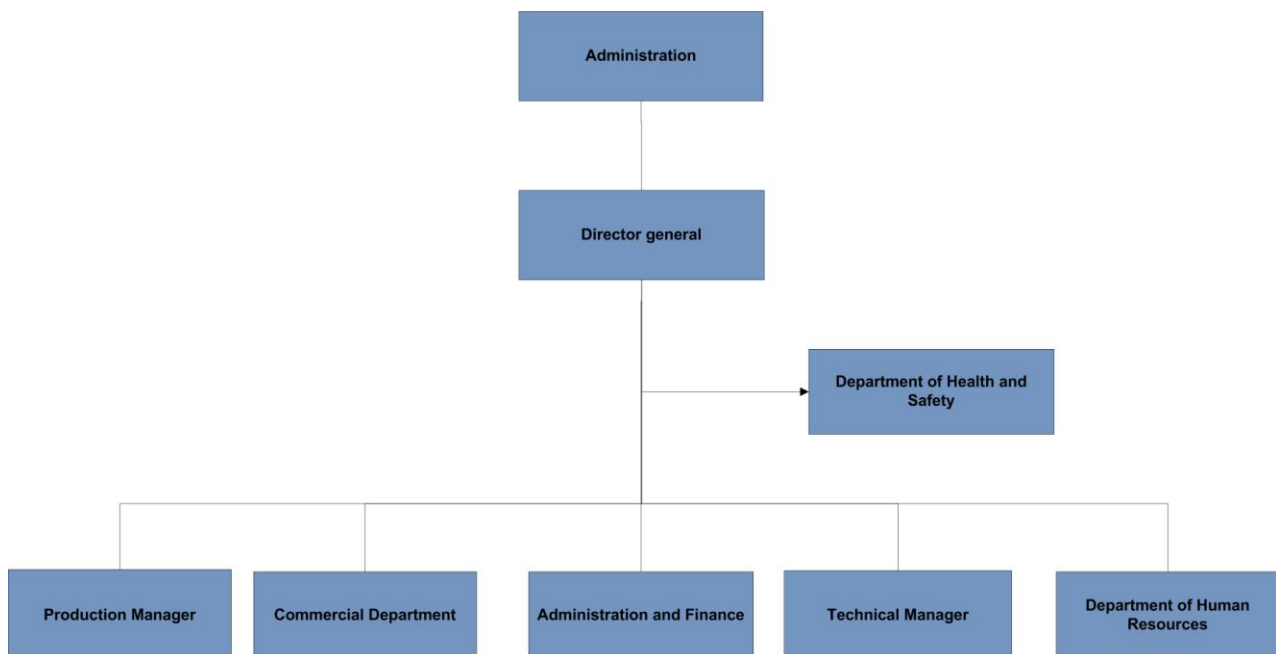 Administration
Director general
Department of Health and
Safety
Production Manager
Commercial Department
Administration and Finance
Technical Manager
Department of Human
Resources